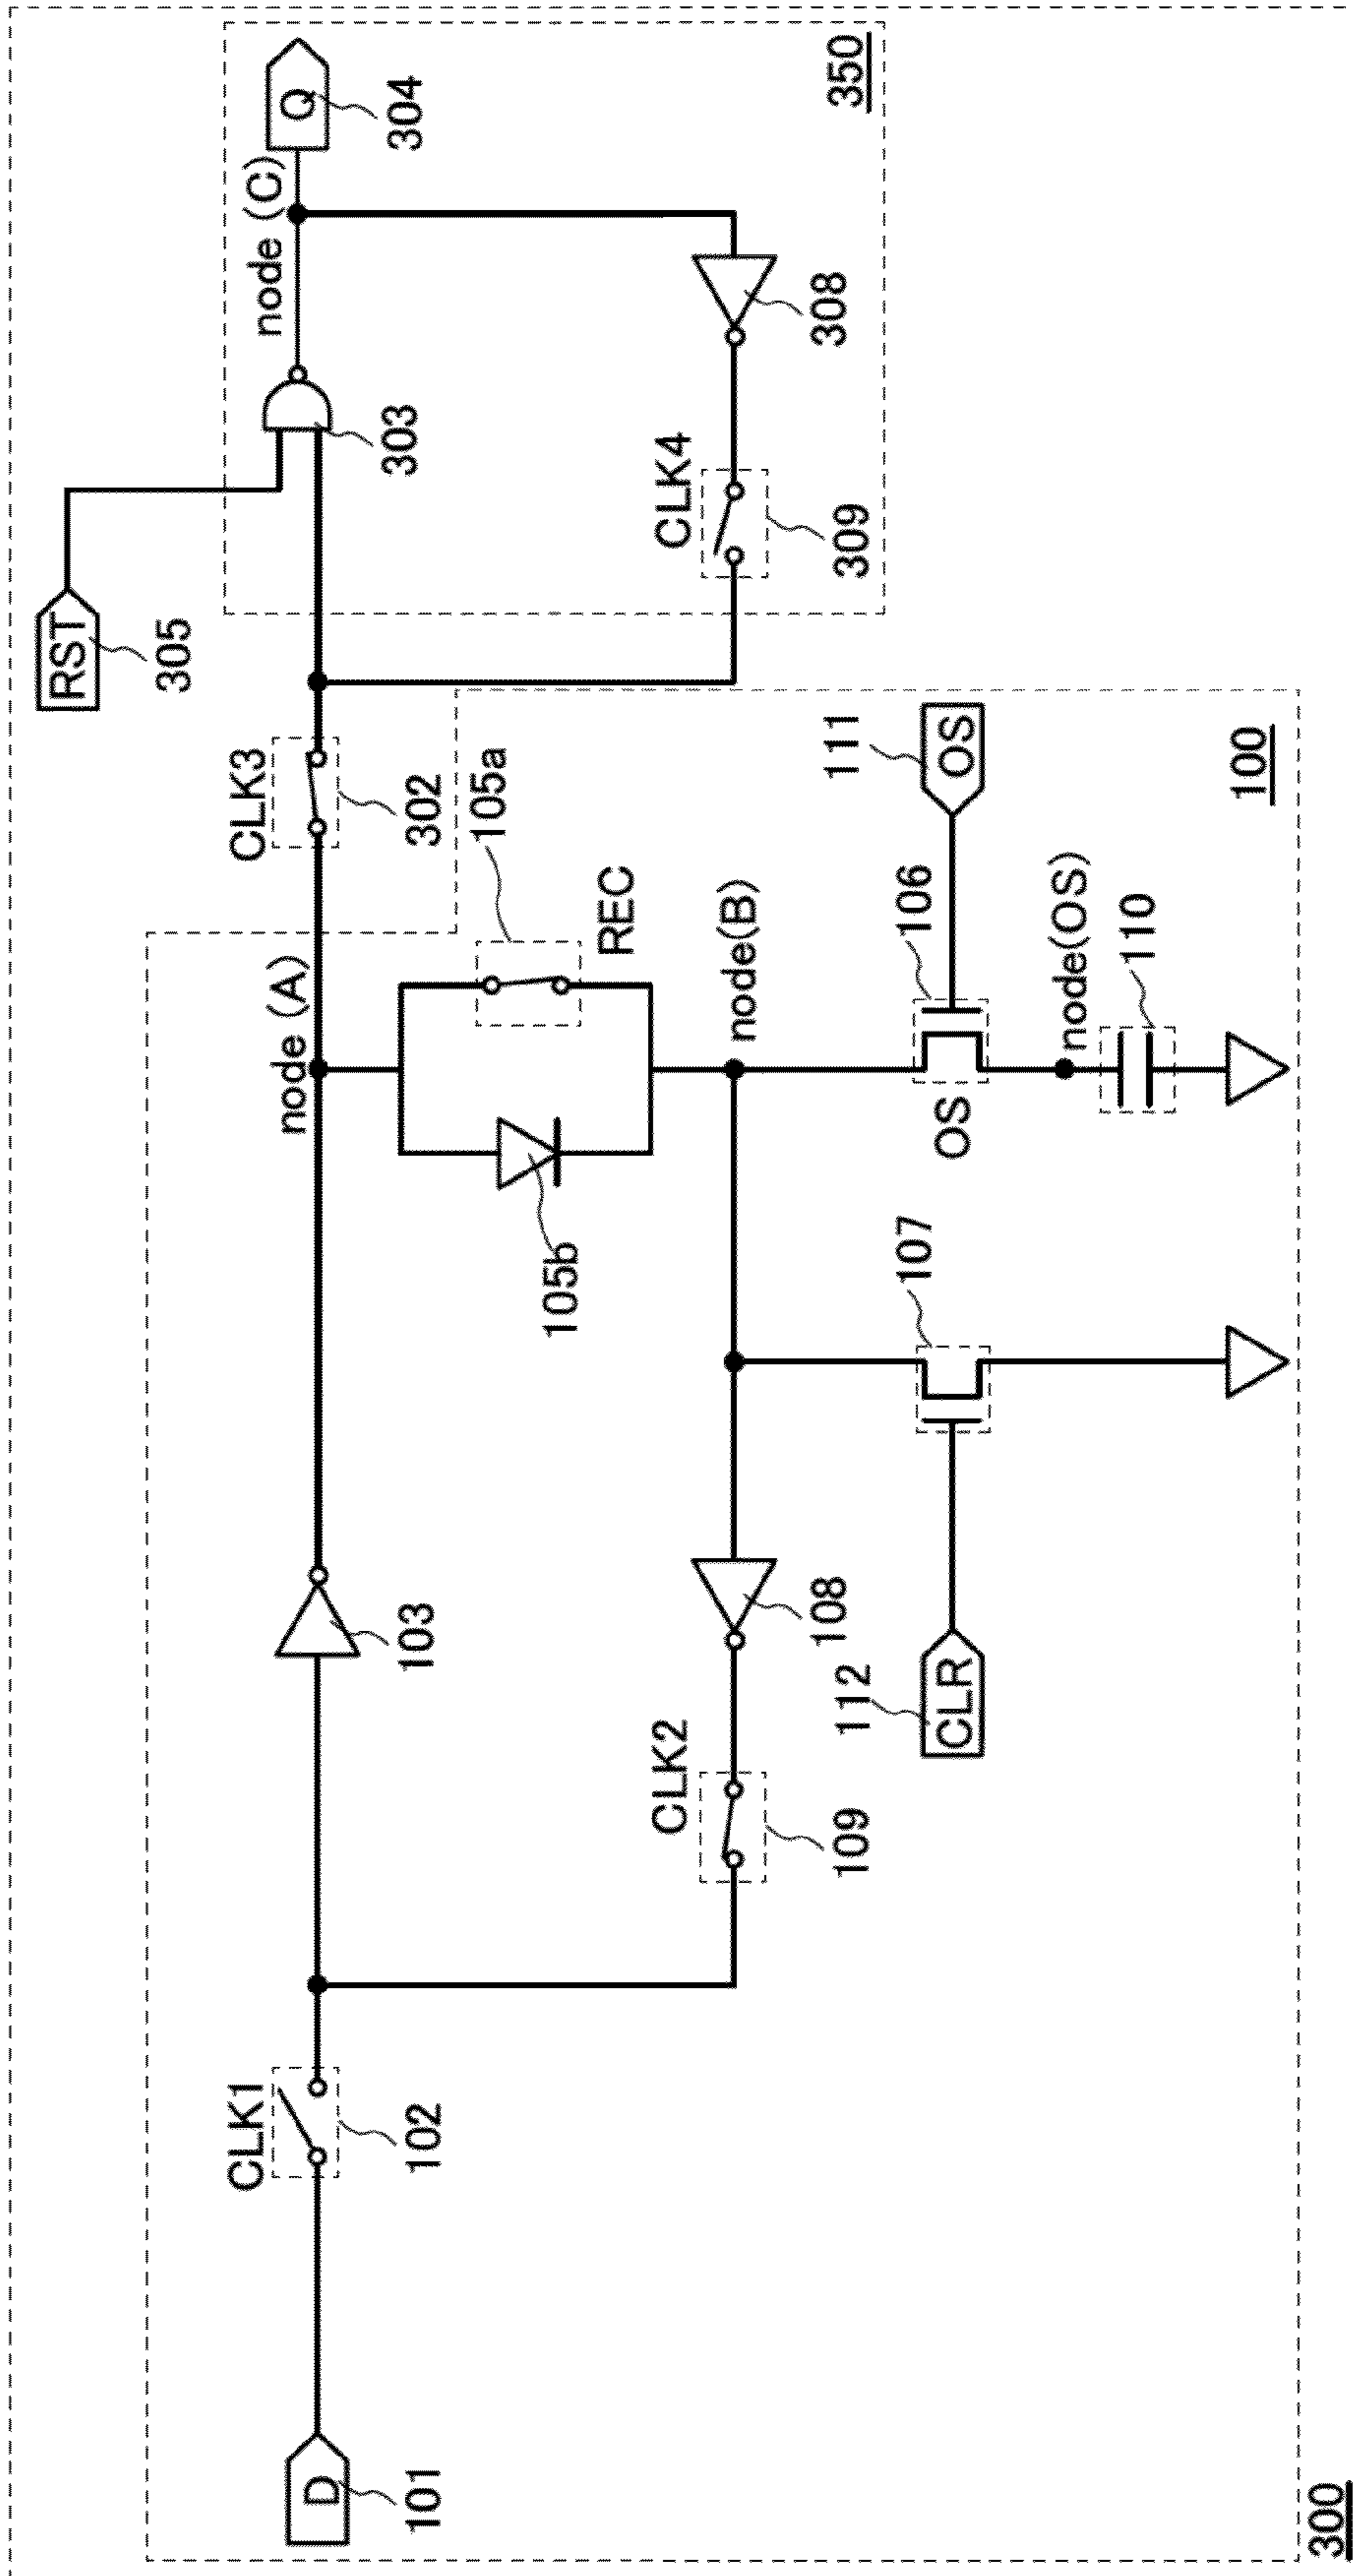 RST
305
CLK1
102
D
101
103
node (A)
CLK3
302
303
node (C)
Q
304
CLK2
109
108
105b
105a
REC
node(B)
CLK4
309
308
350
112
CLR
107
OS
106
111
OS
node(OS)
110
100
300